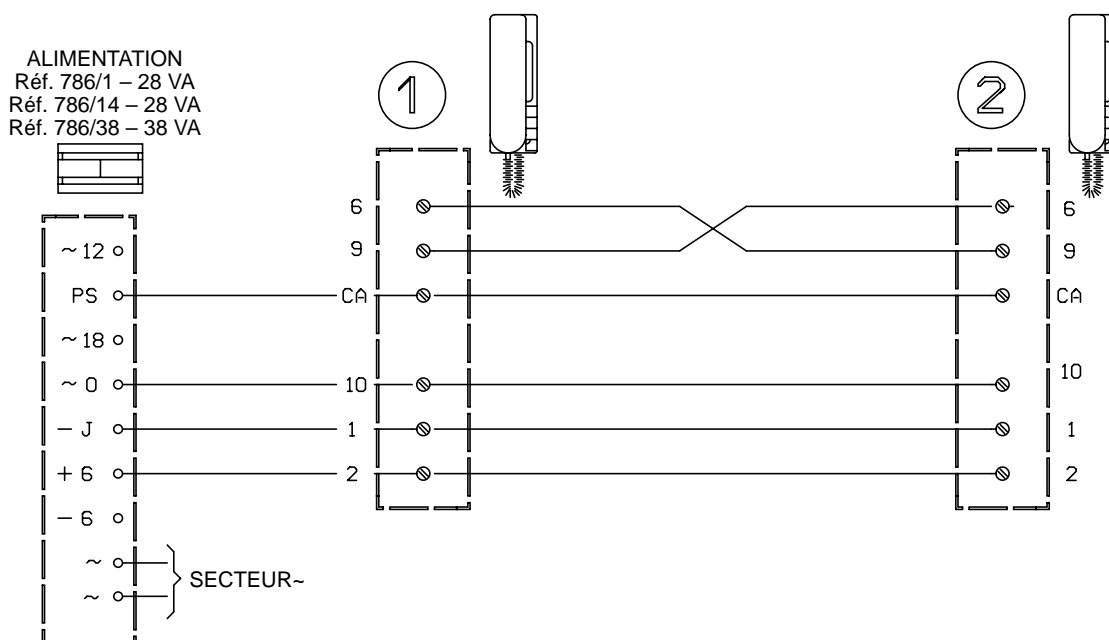 ALIMENTATION
Réf. 786/1 – 28 VA
Réf. 786/14 – 28 VA
Réf. 786/38 – 38 VA
1
2
6
6
~12
9
9
PS
CA
CA
~18
~0
10
10
– J
1
1
+6
2
2
–6
~
~
SECTEUR~